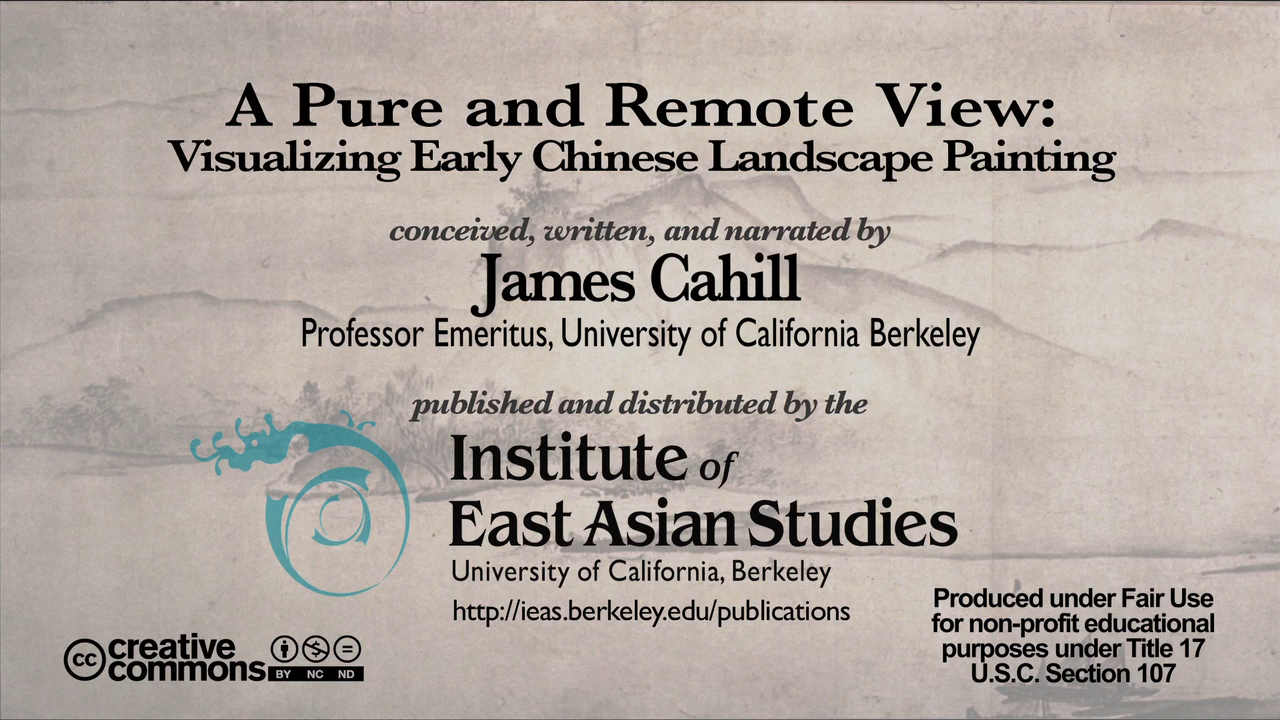 A Pure and Remote View:
Visualizing Early Chinese Landscape Painting
conceived, written, and narrated by
James Cahill
Professor Emeritus, University of California Berkeley
published and distributed by the
Institute of
East Asian Studies
University of California, Berkeley
http://ieas.berkeley.edu/publications
cc creative
commons
BY NC ND
Produced under Fair Use
for non-profit educational
purposes under Title 17
U.S.C. Section 107